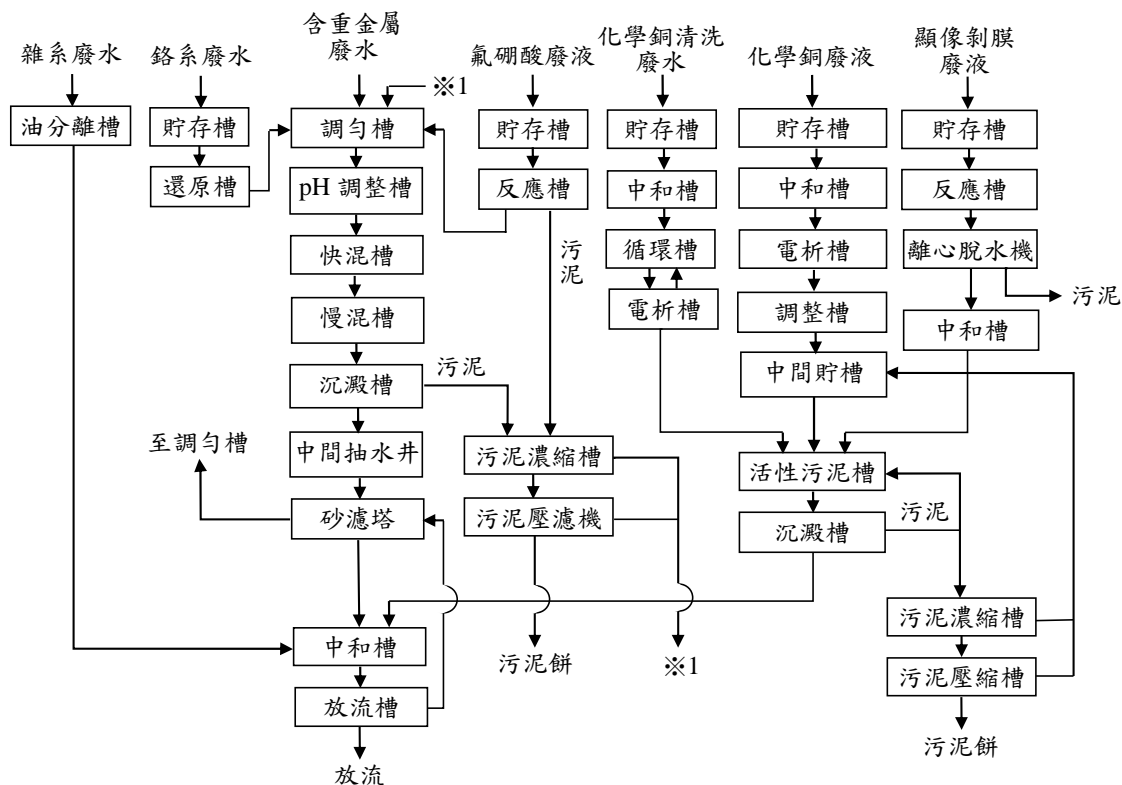 雜系廢水
鉻系廢水
含重金屬
廢水
氟硼酸廢液
化學銅清洗
廢水
化學銅廢液
顯像剝膜
廢液
※1
油分離槽
貯存槽
調勻槽
貯存槽
貯存槽
貯存槽
貯存槽
還原槽
pH 調整槽
反應槽
中和槽
中和槽
反應槽
快混槽
污泥
循環槽
電析槽
離心脫水機
慢混槽
電析槽
調整槽
污泥
中和槽
沉澱槽
污泥
中間貯槽
至調勻槽
中間抽水井
污泥濃縮槽
活性污泥槽
砂濾塔
污泥壓濾機
沉澱槽
污泥
中和槽
污泥餅
※1
污泥濃縮槽
放流槽
污泥壓縮槽
放流
污泥餅